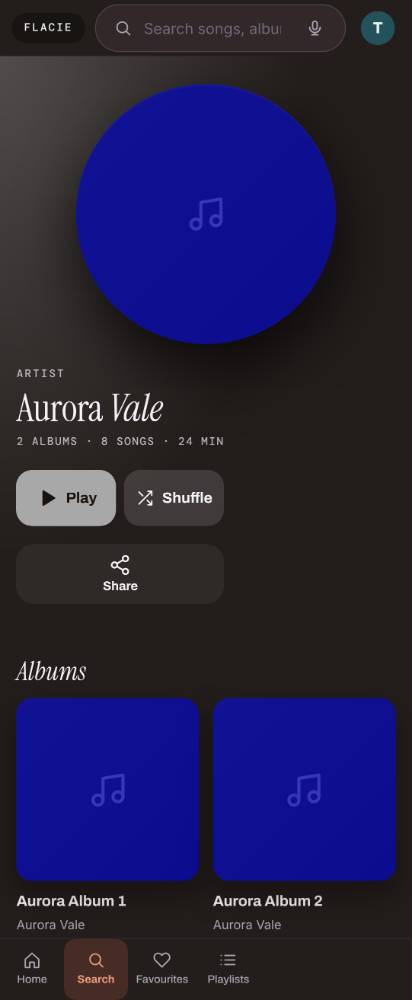 FLACIE
Search songs, albu
T
ARTIST
Aurora Vale
2 ALBUMS · 8 SONGS · 24 MIN
Play
Shuffle
Share
Albums
Aurora Album 1
Aurora Album 2
Aurora Vale
Aurora Vale
Home
Search
Favourites
Playlists